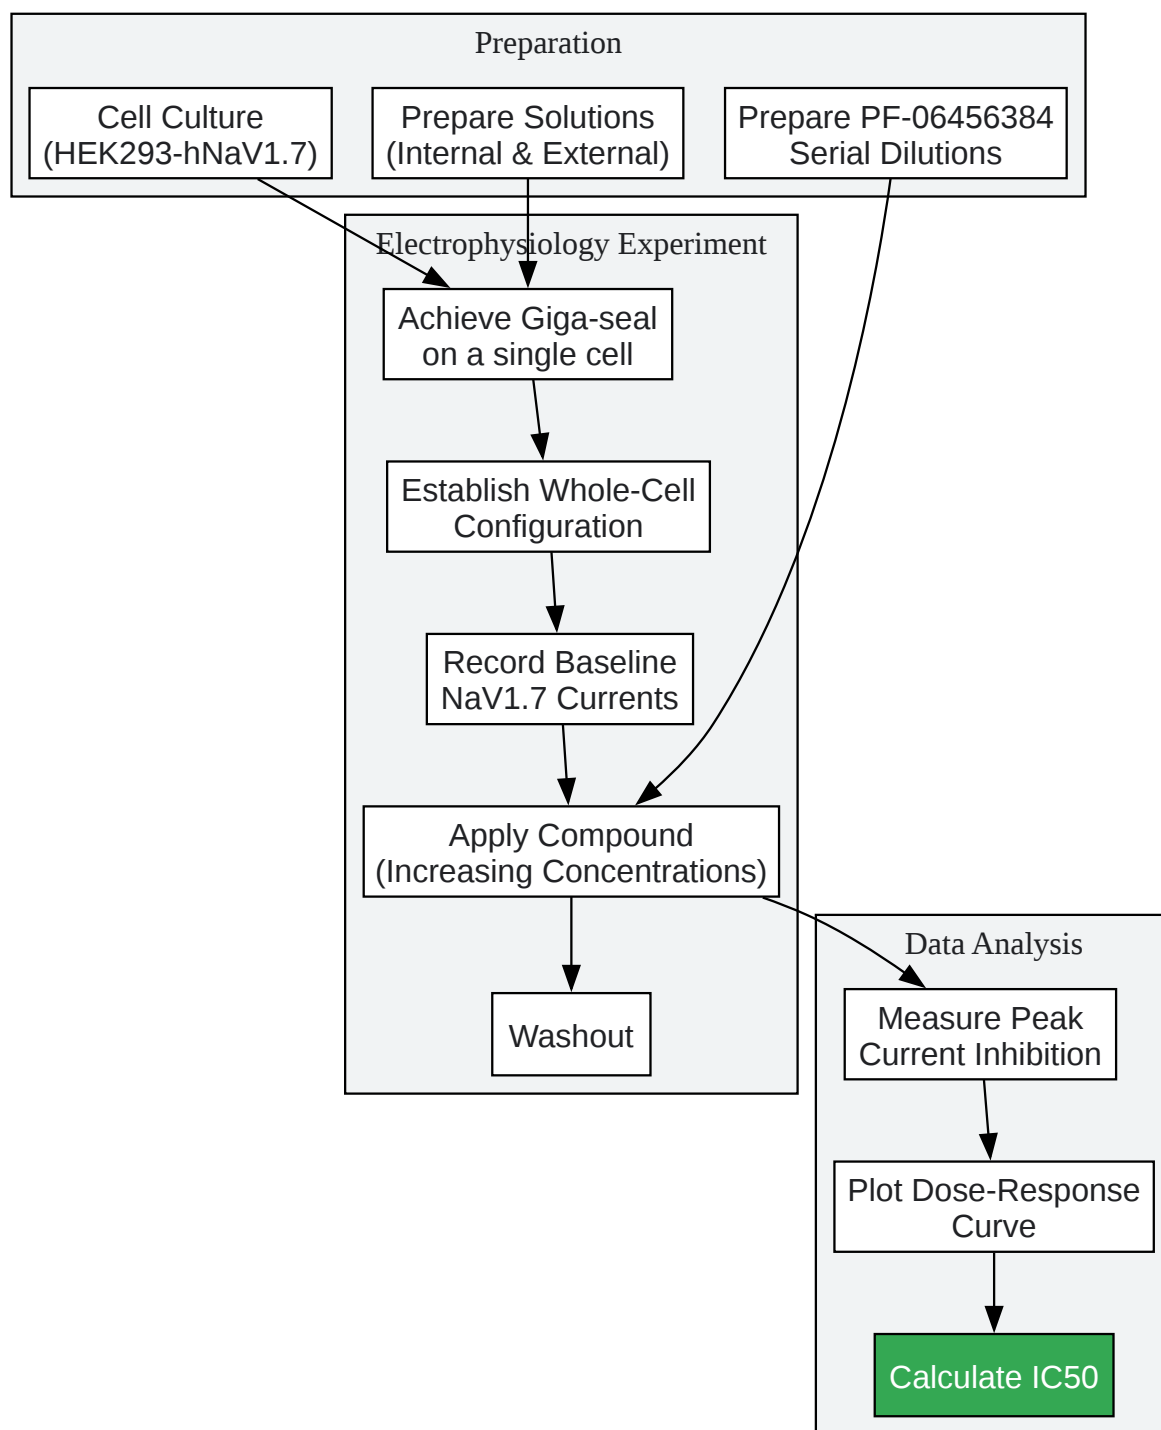 Preparation
Cell Culture
(HEK293-hNaV1.7)
Prepare Solutions
(Internal & External)
Prepare PF-06456384
Serial Dilutions
Electrophysiology Experiment
Achieve Giga-seal
on a single cell
Establish Whole-Cell
Configuration
Record Baseline
NaV1.7 Currents
Apply Compound
(Increasing Concentrations)
Washout
Data Analysis
Measure Peak
Current Inhibition
Plot Dose-Response
Curve
Calculate IC50